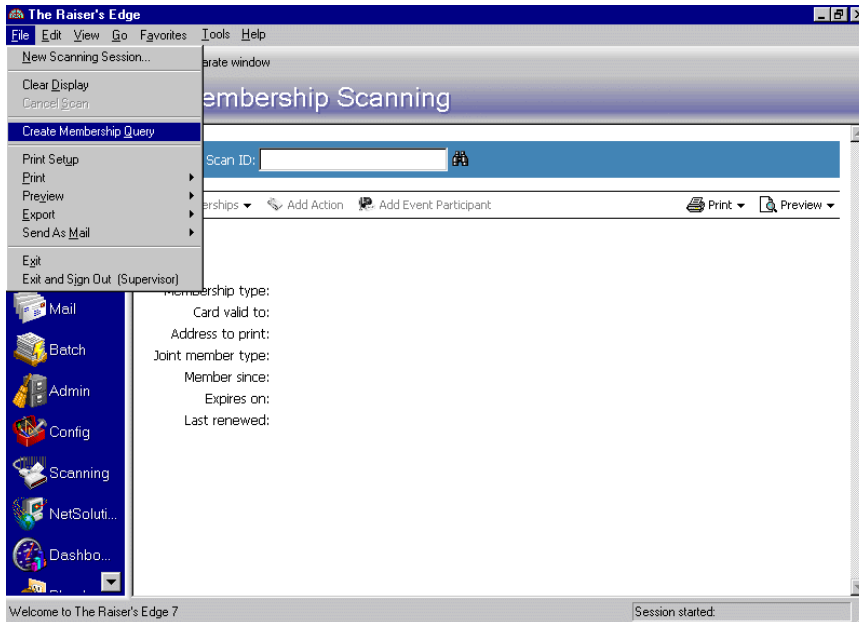 The Raiser's Edge
File Edit View Go Favorites Tools Help
New Scanning Session...
arate window
Clear Display
Cancel Scan
embership Scanning
Create Membership Query
Scan ID:
Print Setup
Print
Preview
Export
Send As Mail
erships Add Action Add Event Participant Print Preview
Exit
Exit and Sign Out (Supervisor)
Membership type:
Mail
Card valid to:
Address to print:
Batch
Joint member type:
Member since:
Admin
Expires on:
Last renewed:
Config
Scanning
NetSoluti...
Dashbo...
Welcome to The Raiser's Edge 7
Session started: